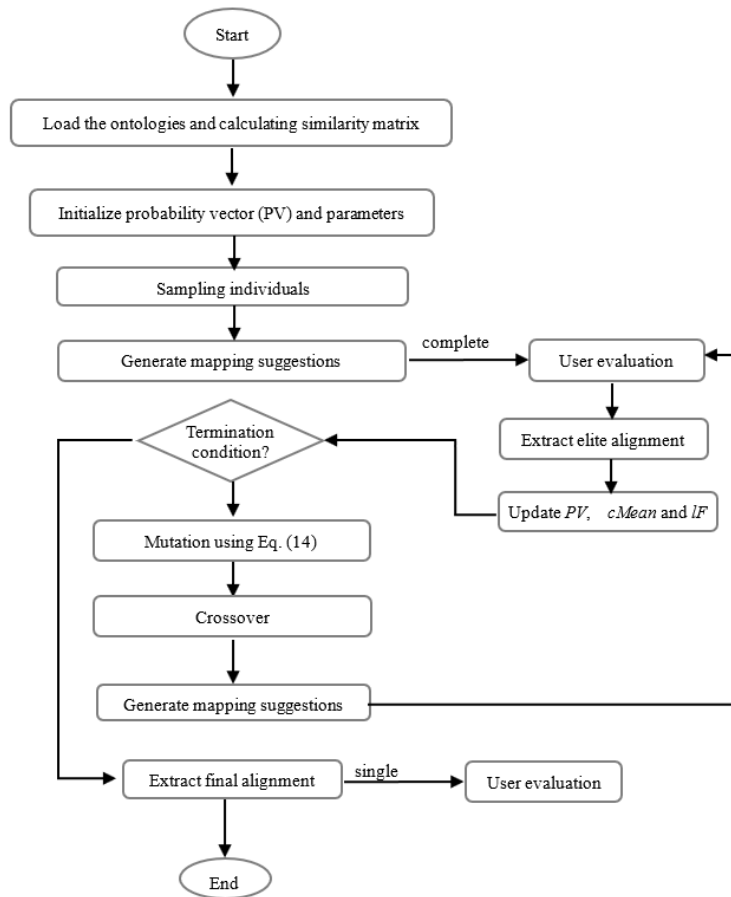 Start
Load the ontologies and calculating similarity matrix
Initialize probability vector (PV) and parameters
Sampling individuals
Generate mapping suggestions
complete
User evaluation
Extract elite alignment
Update PV, cMean and lF
Termination
condition?
Mutation using Eq. (14)
Crossover
Generate mapping suggestions
Extract final alignment
single
User evaluation
End